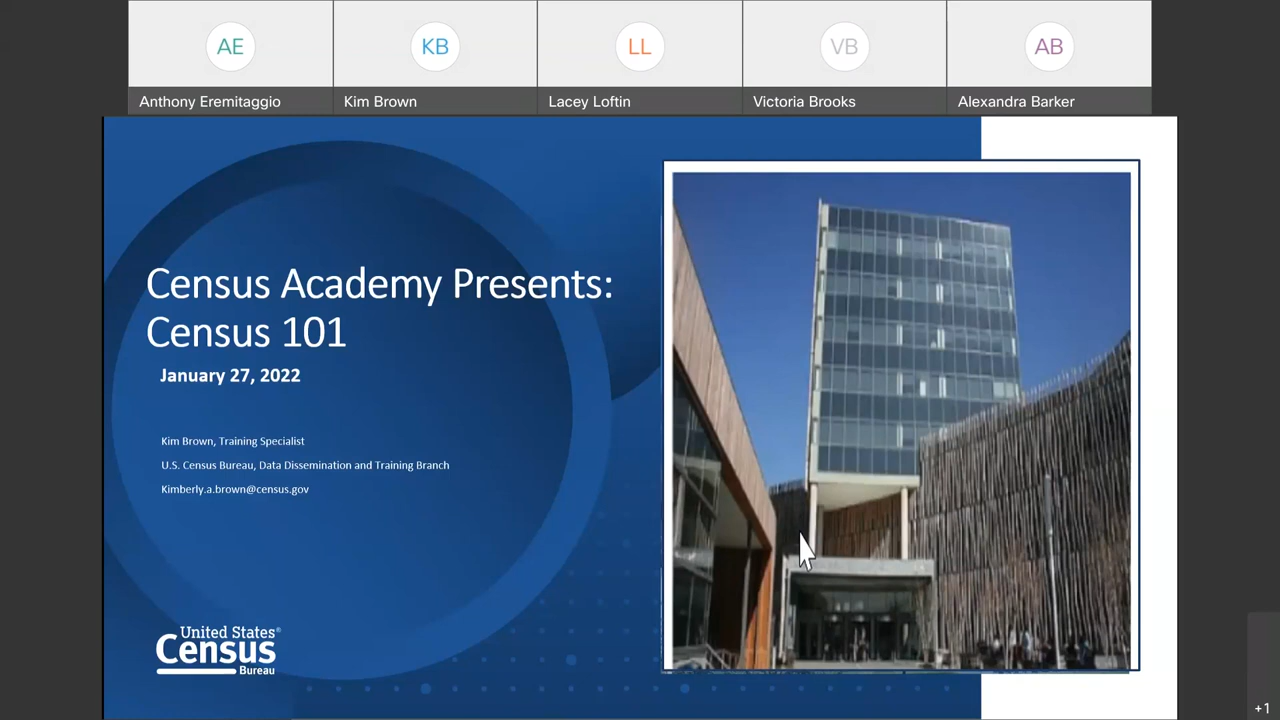 AE
KB
LL
VB
AB
Anthony Eremitaggio
Kim Brown
Lacey Loftin
Victoria Brooks
Alexandra Barker
Census Academy Presents:
Census 101
January 27, 2022
Kim Brown, Training Specialist
U.S. Census Bureau, Data Dissemination and Training Branch
Kimberly.a.brown@census.gov
United States®
Census
Bureau
+1